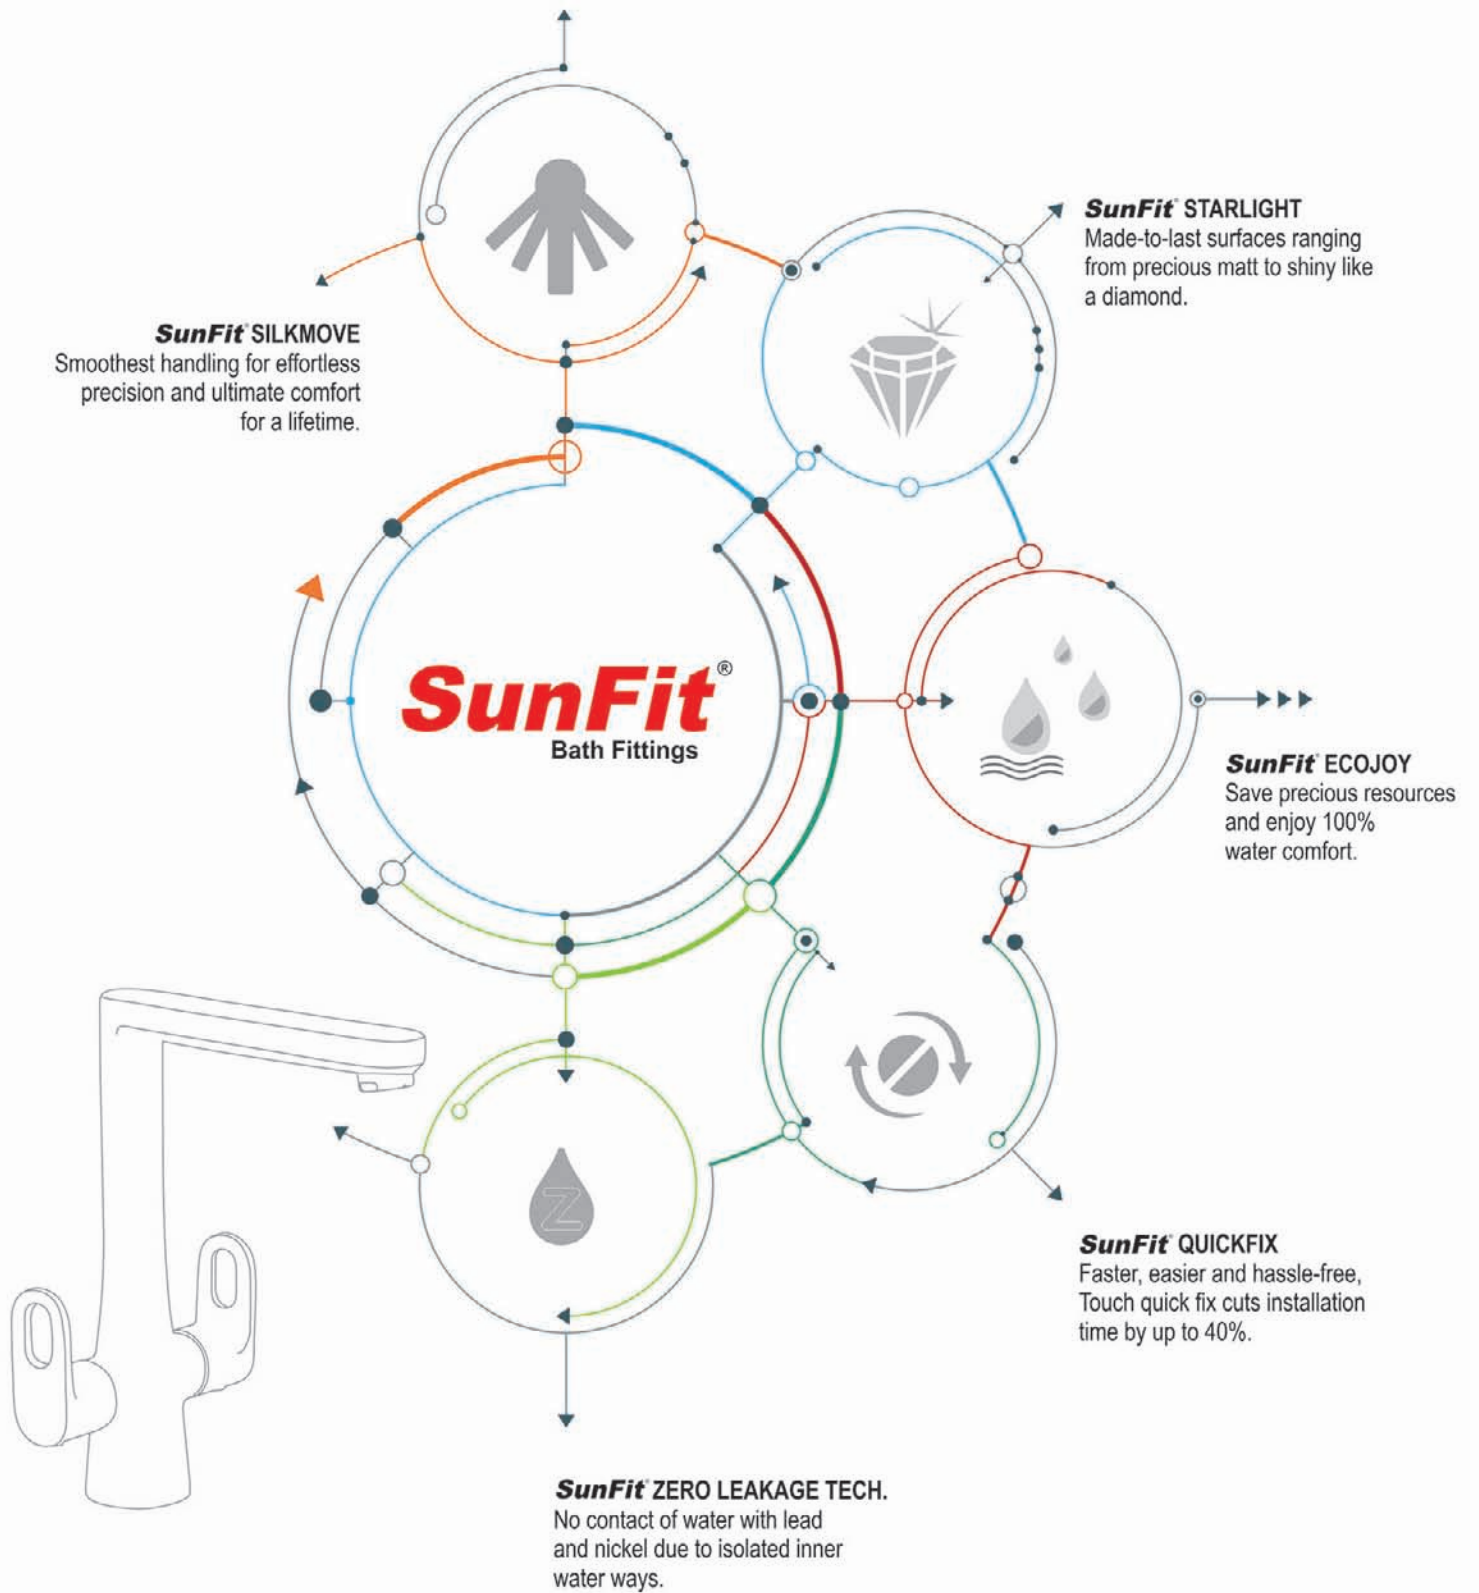 SunFit STARLIGHT
Made-to-last surfaces ranging
from precious matt to shiny like
a diamond.
SunFit SILKMOVE
Smoothest handling for effortless
precision and ultimate comfort
for a lifetime.
SunFit®
Bath Fittings
SunFit ECOJOY
Save precious resources
and enjoy 100%
water comfort.
Z
SunFit QUICKFIX
Faster, easier and hassle-free,
Touch quick fix cuts installation
time by up to 40%.
SunFit ZERO LEAKAGE TECH.
No contact of water with lead
and nickel due to isolated inner
water ways.